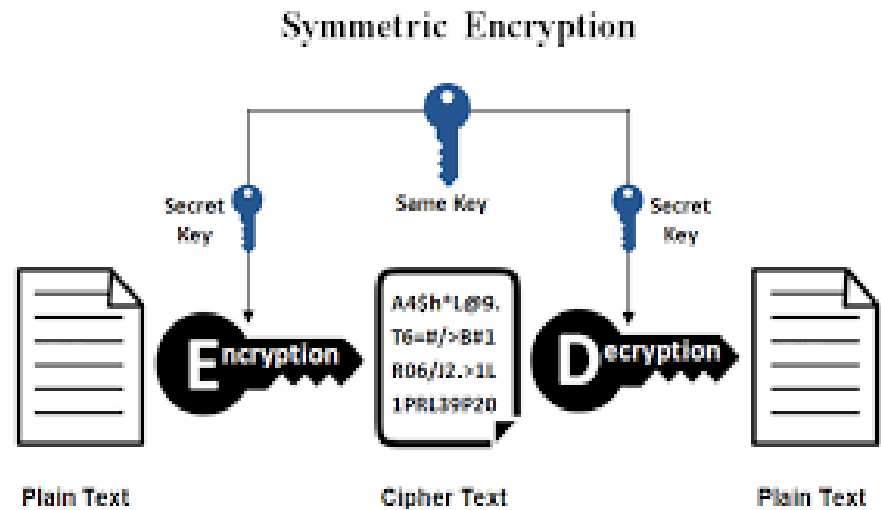 Symmetric Encryption
Same Key
Secret
Key
Secret
Key
Encryption
A4$h*L@9.
T6=#/>B#1
R06/J2.>1L
1PRL39P20
Decryption
Plain Text
Cipher Text
Plain Text